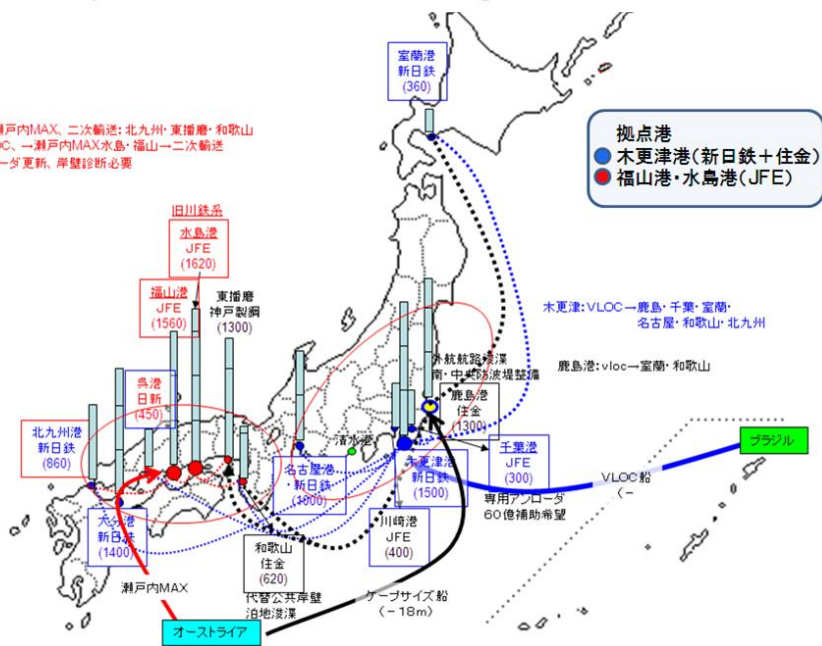 室蘭港
新日鉄
(360)
瀬戸内MAX、二次輸送:北九州・東播磨・和歌山
OC、→瀬戸内MAX水島・福山→二次輸送
ーダ更新、岸壁診断必要
拠点港
木更津港(新日鉄+住金)
福山港・水島港(JFE)
旧川鉄系
水島港
JFE
(1620)
福山港
JFE
(1560)
東播磨
神戸製鋼
(1300)
木更津:VLOC→鹿島・千葉・室蘭・
名古屋・和歌山・北九州
外航航路浚渫
南・中央防波堤整備
鹿島港:vloc→室蘭・和歌山
呉港
日新
(450)
鹿島港
住金
(1300)
北九州港
新日鉄
(860)
清水港
千葉港
JFE
(300)
ブラジル
名古屋港
・新日鉄
(1000)
木更津港
新日鉄
(1500)
VLOC船
(-
専用アンローダ
60億補助希望
大分港
新日鉄
(1400)
川崎港
JFE
(400)
和歌山
住金
(620)
代替公共岸壁
泊地浚渫
瀬戸内MAX
ケープサイズ船
(-18m)
オーストライア